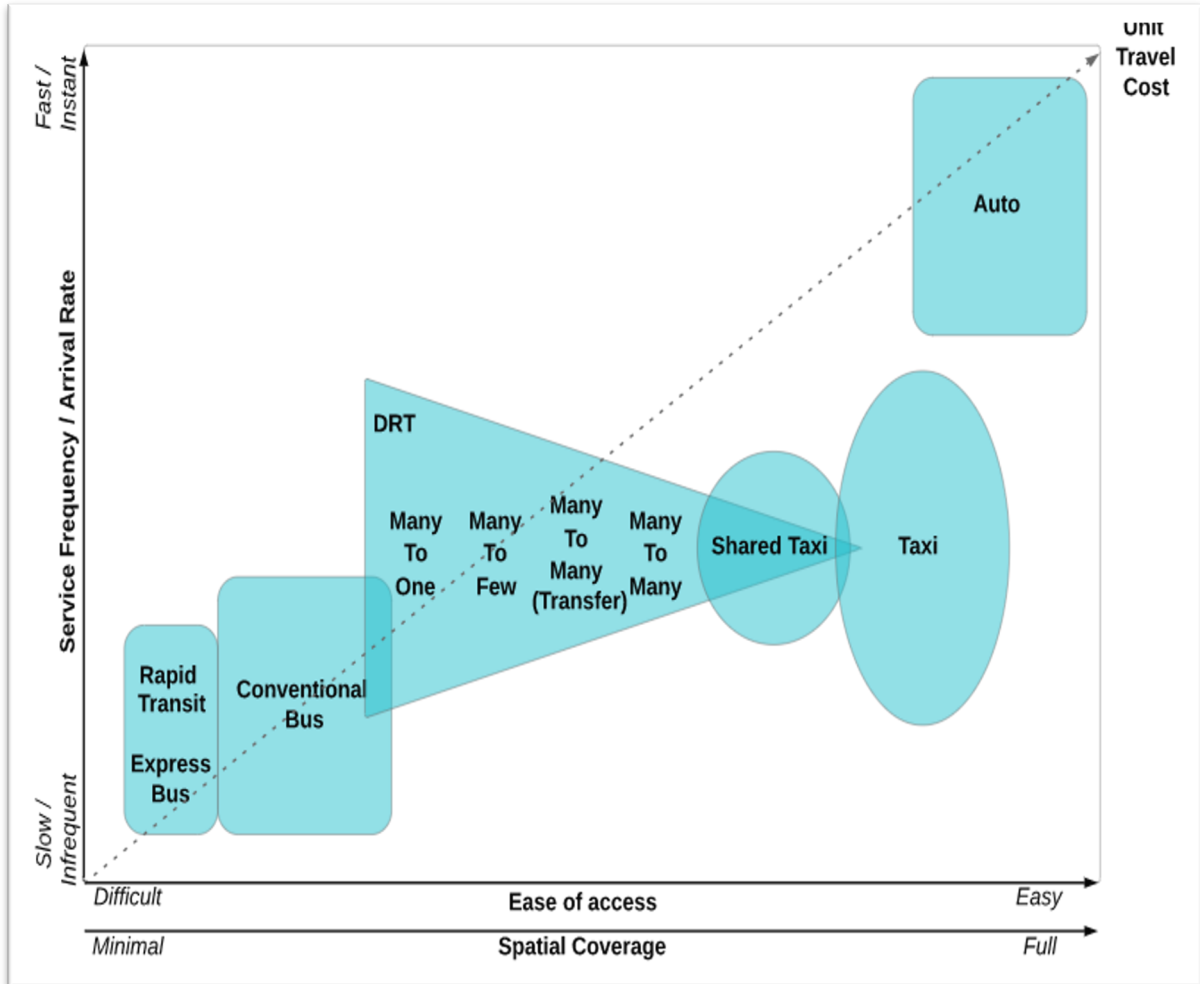 Unit
Travel
Cost
Fast /
Instant
Auto
Service Frequency / Arrival Rate
DRT
Many
To
One
Many
To
Few
Many
To
Many
(Transfer)
Many
To
Many
Shared Taxi
Taxi
Rapid
Transit
Express
Bus
Conventional
Bus
Slow /
Infrequent
Difficult
Ease of access
Easy
Minimal
Spatial Coverage
Full